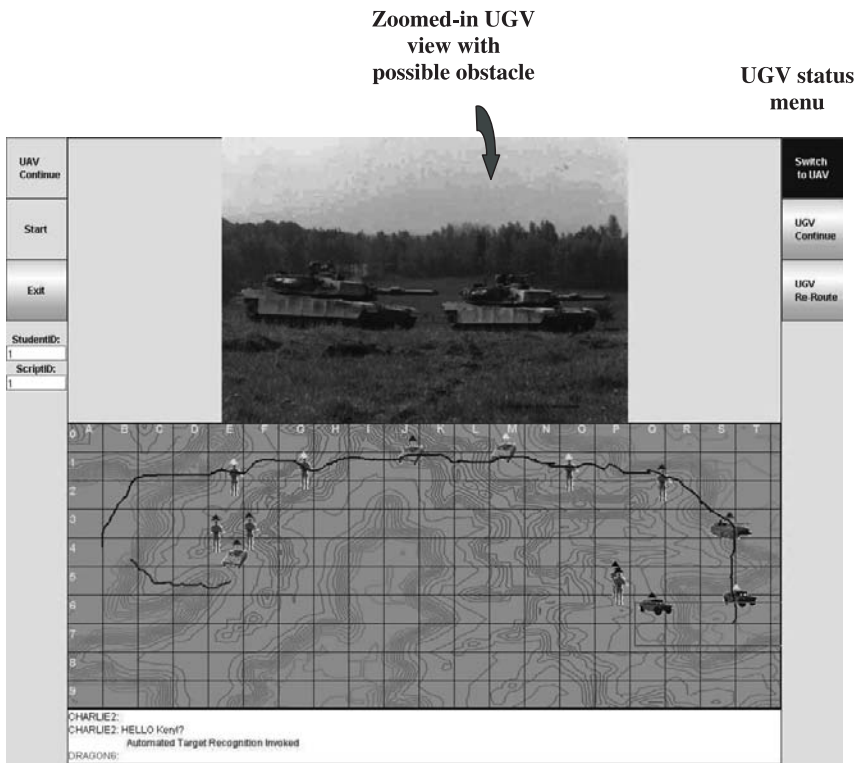 Zoomed-in UGV
view with
possible obstacle
UGV status
menu
UAV
Continue
Start
Exit
StudentID:
1
ScriptID:
1
Switch
to UAV
UGV
Continue
UGV
Re-Route
A B C D E F G H I J K L M N O P Q R S T
0
1
2
3
4
5
6
7
8
9
CHARLIE2:
CHARLIE2: HELLO Keryl?
Automated Target Recognition Invoked
DRAGON6: